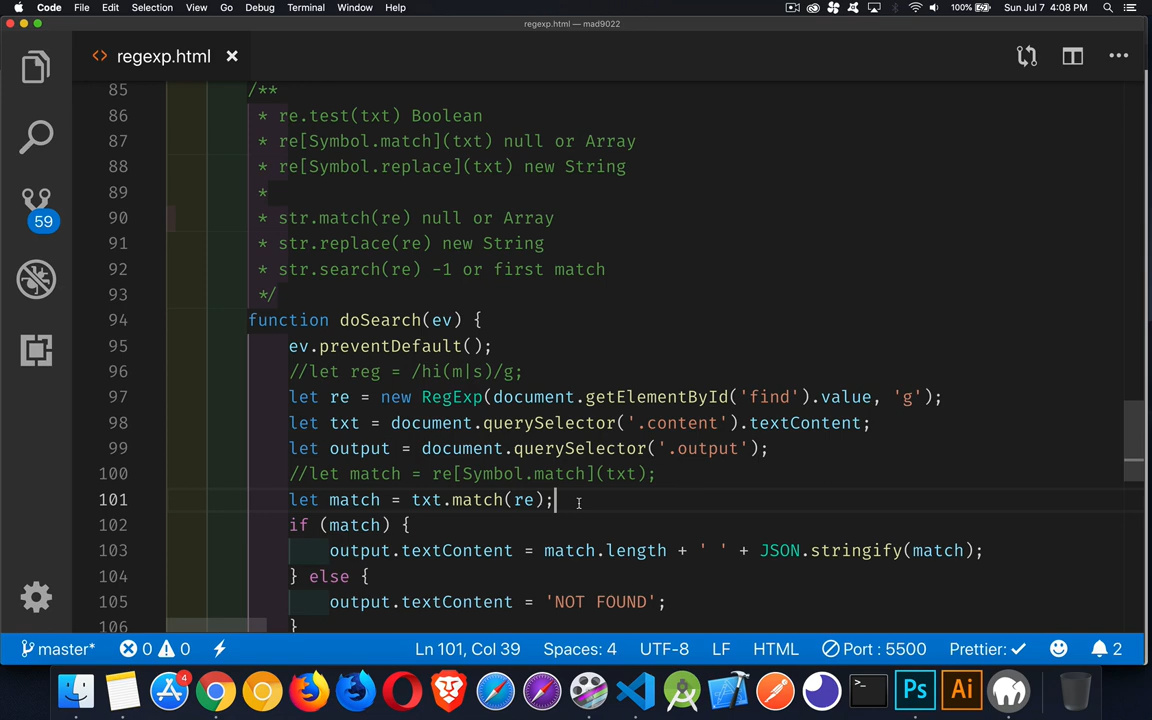 Code File Edit Selection View Go Debug Terminal Window Help 100% Sun Jul 7 4:08 PM
regexp.html — mad9022
<> regexp.html ×
85 /**
86 * re.test(txt) Boolean
87 * re[Symbol.match](txt) null or Array
88 * re[Symbol.replace](txt) new String
89 *
90 * str.match(re) null or Array
91 * str.replace(re) new String
92 * str.search(re) -1 or first match
93 */
94 function doSearch(ev) {
95 ev.preventDefault();
96 //let reg = /hi(m|s)/g;
97 let re = new RegExp(document.getElementById('find').value, 'g');
98 let txt = document.querySelector('.content').textContent;
99 let output = document.querySelector('.output');
100 //let match = re[Symbol.match](txt);
101 let match = txt.match(re);
102 if (match) {
103 output.textContent = match.length + ' ' + JSON.stringify(match);
104 } else {
105 output.textContent = 'NOT FOUND';
106 }
59
master* 0 0 Ln 101, Col 39 Spaces: 4 UTF-8 LF HTML Port : 5500 Prettier: ✓ 2
4
>_
Ps
Ai